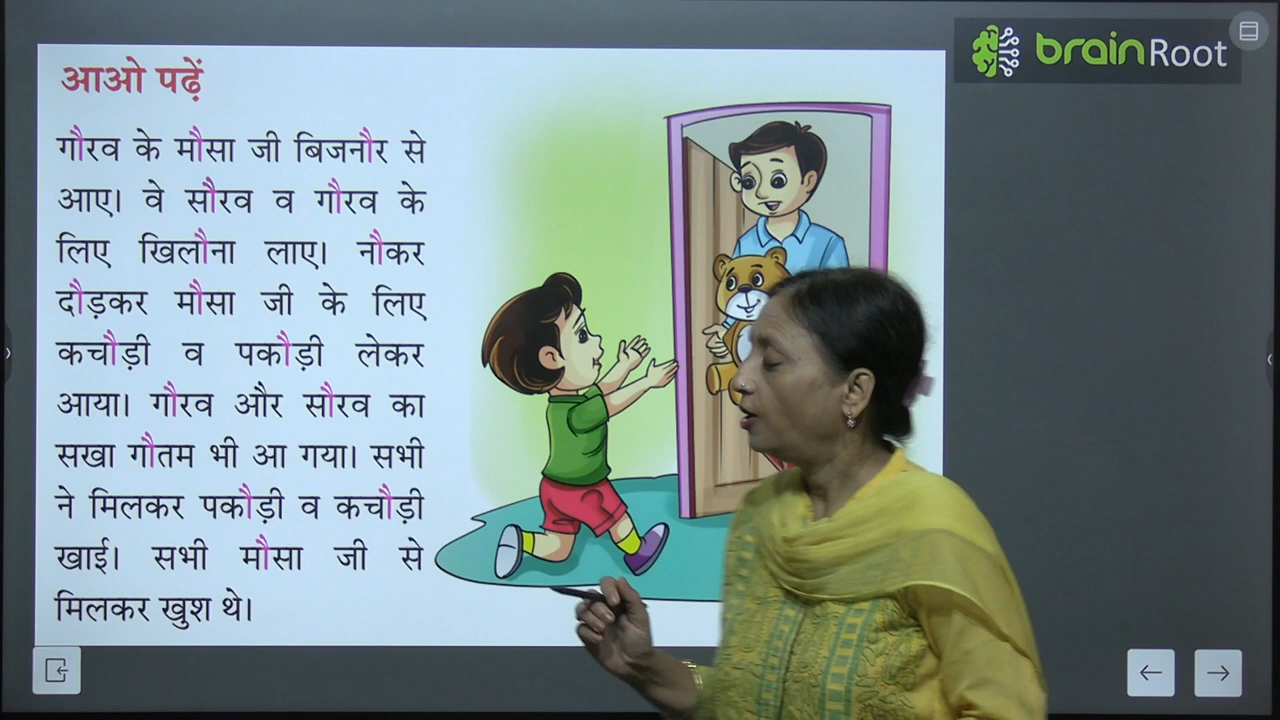 आओ पढ़ें
गौरव के मौसा जी बिजनौर से
आए। वे सौरव व गौरव के
लिए खिलौना लाए। नौकर
दौड़कर मौसा जी के लिए
कचौड़ी व पकौड़ी लेकर
आया। गौरव और सौरव का
सखा गौतम भी आ गया। सभी
ने मिलकर पकौड़ी व कचौड़ी
खाई। सभी मौसा जी से
मिलकर खुश थे।
brainRoot